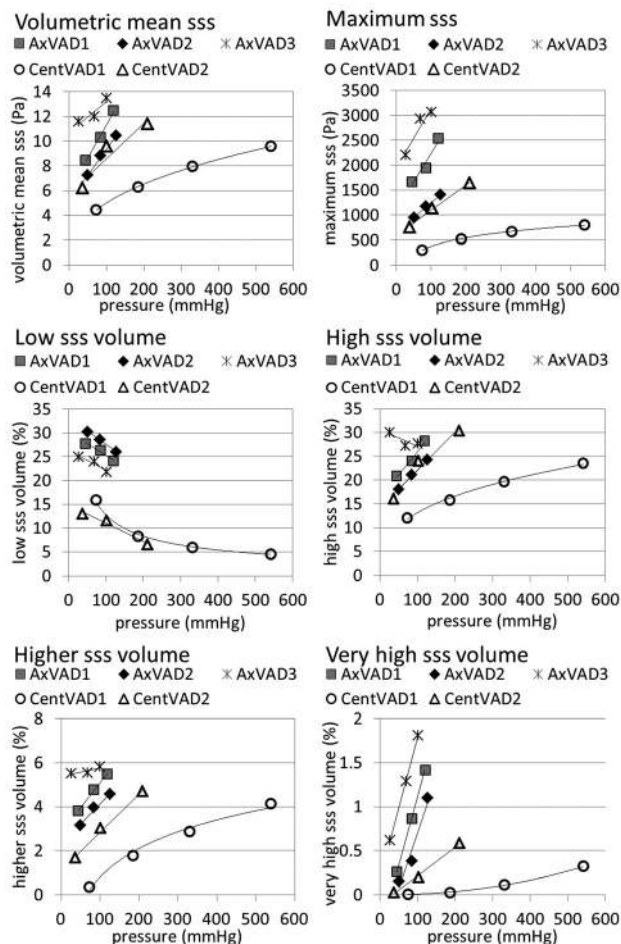 Volumetric mean sss
AxVAD1 AxVAD2 AxVAD3
CentVAD1 CentVAD2
volumetric mean sss (Pa)
14
12
10
8
6
4
2
0
0 100 200 300 400 500 600
pressure (mmHg)
Maximum sss
AxVAD1 AxVAD2 AxVAD3
CentVAD1 CentVAD2
maximum sss (Pa)
3500
3000
2500
2000
1500
1000
500
0
0 100 200 300 400 500 600
pressure (mmHg)
Low sss volume
AxVAD1 AxVAD2 AxVAD3
CentVAD1 CentVAD2
low sss volume (%)
35
30
25
20
15
10
5
0
0 100 200 300 400 500 600
pressure (mmHg)
High sss volume
AxVAD1 AxVAD2 AxVAD3
CentVAD1 CentVAD2
high sss volume (%)
35
30
25
20
15
10
5
0
0 100 200 300 400 500 600
pressure (mmHg)
Higher sss volume
AxVAD1 AxVAD2 AxVAD3
CentVAD1 CentVAD2
higher sss volume (%)
8
6
4
2
0
0 100 200 300 400 500 600
pressure (mmHg)
Very high sss volume
AxVAD1 AxVAD2 AxVAD3
CentVAD1 CentVAD2
very high sss volume (%)
2
1.5
1
0.5
0
0 100 200 300 400 500 600
pressure (mmHg)